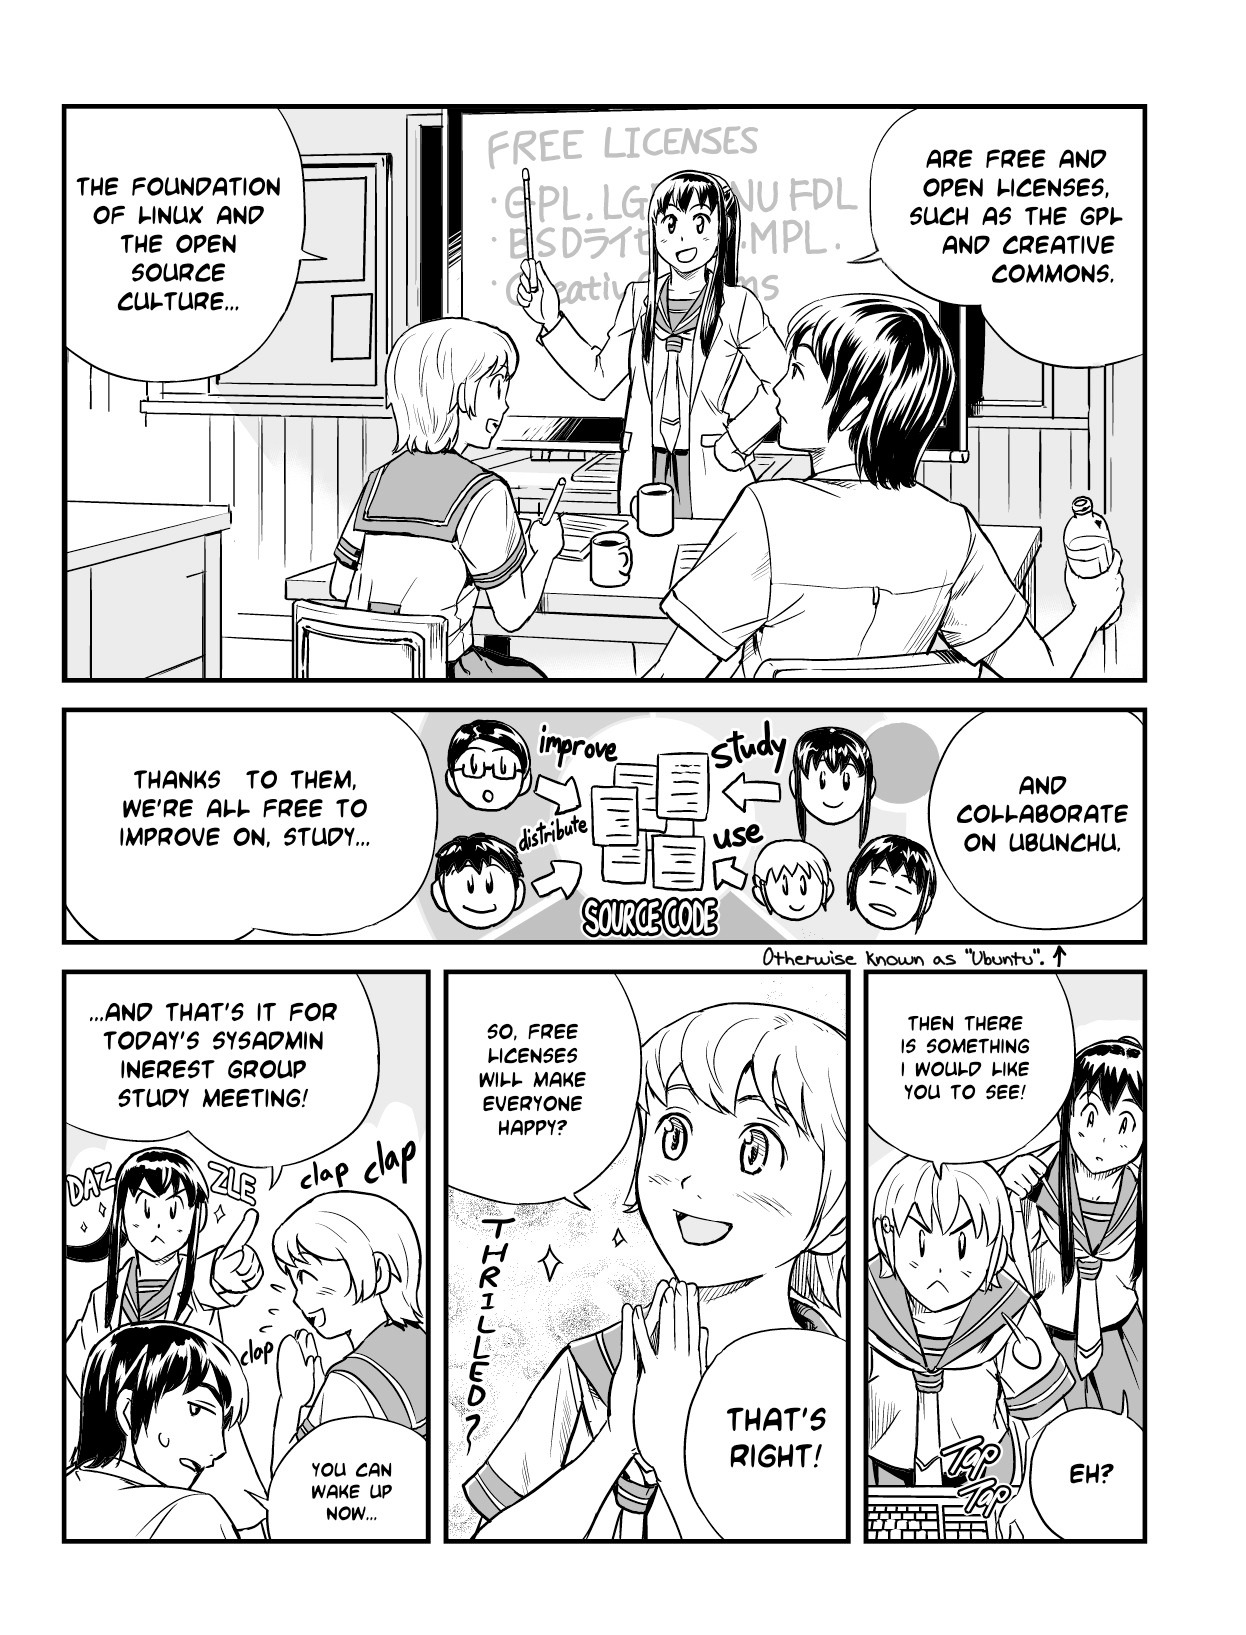 THE FOUNDATION
OF LINUX AND
THE OPEN
SOURCE
CULTURE...
FREE LICENSES
・GPL. LG NU FDL
・BSDライセ .MPL.
・Creativ ms
ARE FREE AND
OPEN LICENSES,
SUCH AS THE GPL
AND CREATIVE
COMMONS.
THANKS TO THEM,
WE'RE ALL FREE TO
IMPROVE ON, STUDY...
improve
study
distribute
use
SOURCE CODE
AND
COLLABORATE
ON UBUNCHU.
Otherwise known as "Ubuntu". ↑
...AND THAT'S IT FOR
TODAY'S SYSADMIN
INEREST GROUP
STUDY MEETING!
DAZ ZLE
clap clap
clap
YOU CAN
WAKE UP
NOW...
SO, FREE
LICENSES
WILL MAKE
EVERYONE
HAPPY?
THRILLED?
THAT'S
RIGHT!
THEN THERE
IS SOMETHING
I WOULD LIKE
YOU TO SEE!
Tap
Tap
EH?